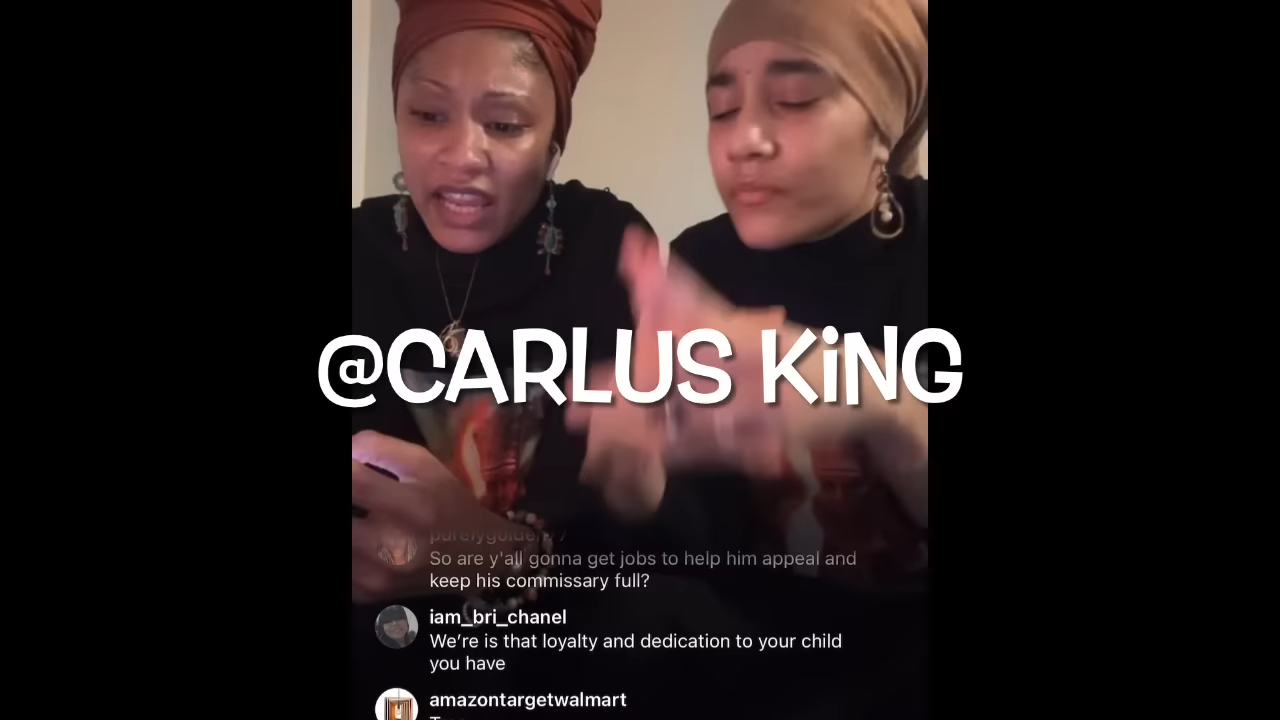 @CARLUS KiNG
So are y'all gonna get jobs to help him appeal and
keep his commissary full?
iam_bri_chanel
We’re is that loyalty and dedication to your child
you have
amazontargetwalmart